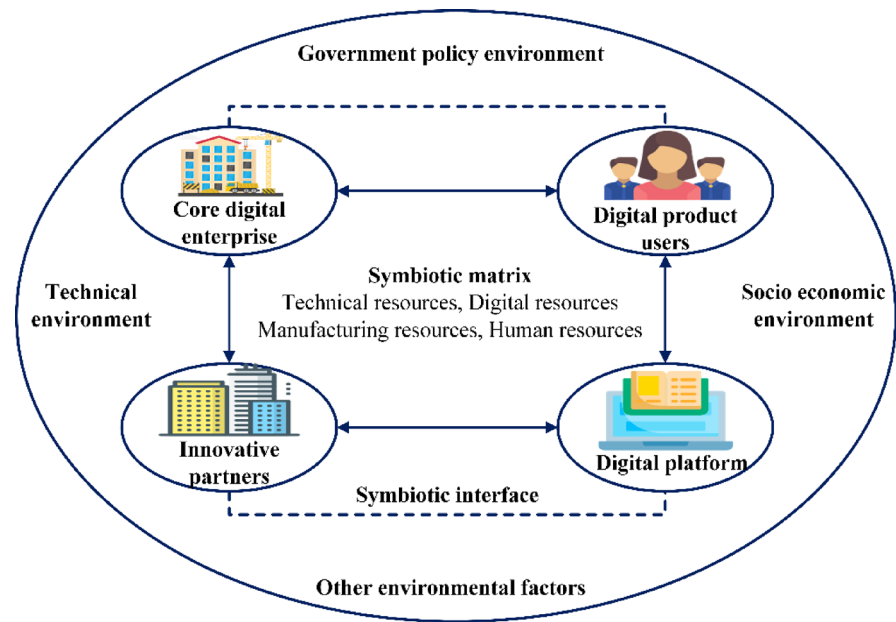 Government policy environment
Core digital
enterprise
Digital product
users
Technical
environment
Symbiotic matrix
Technical resources, Digital resources
Manufacturing resources, Human resources
Socio economic
environment
Innovative
partners
Digital platform
Symbiotic interface
Other environmental factors